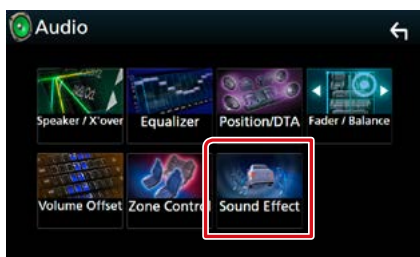 Audio
Speaker / X'over
Equalizer
Position/DTA
Fader / Balance
Volume Offset
Zone Control
Sound Effect